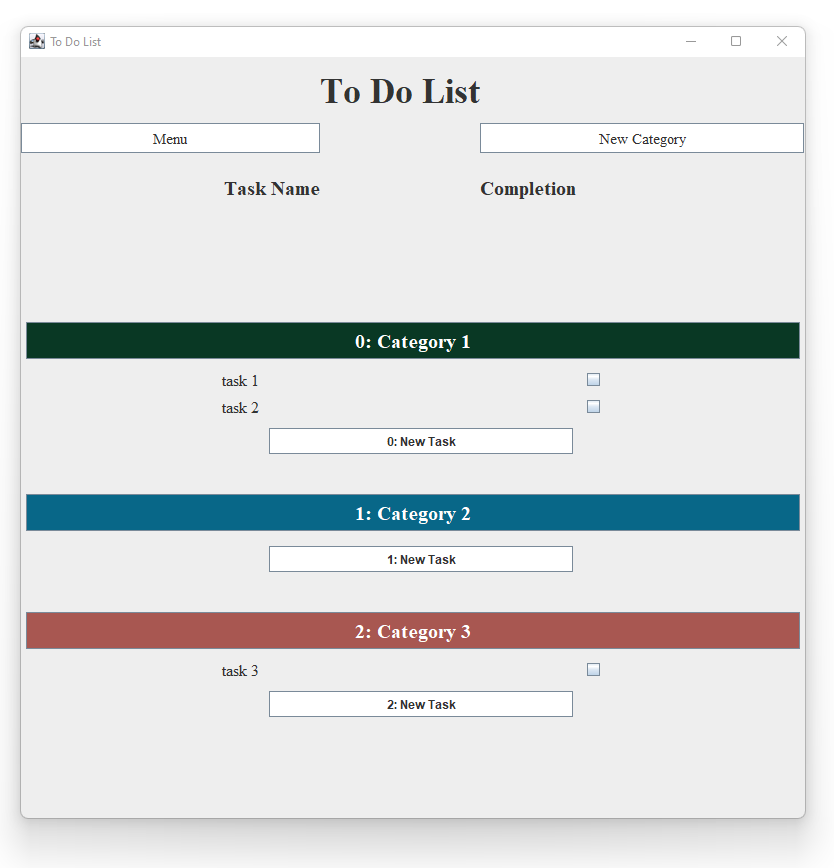 To Do List
To Do List
Menu New Category
Task Name Completion
0: Category 1
task 1
task 2
0: New Task
1: Category 2
1: New Task
2: Category 3
task 3
2: New Task